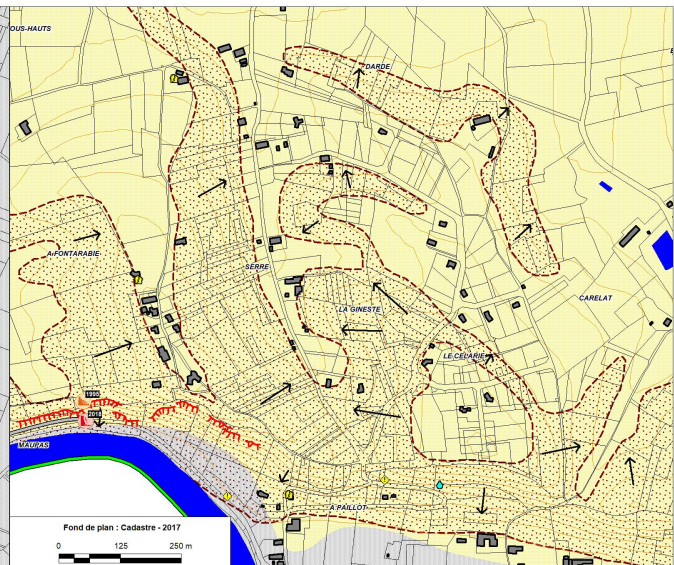 OUS-HAUTS
DARDE
A FONTARABIE
SERRE
CARELAT
LA GINESTE
LE CELARIE
1995
2018
MAUPAS
A PAILLOT
Fond de plan : Cadastre - 2017
0 125 250 m